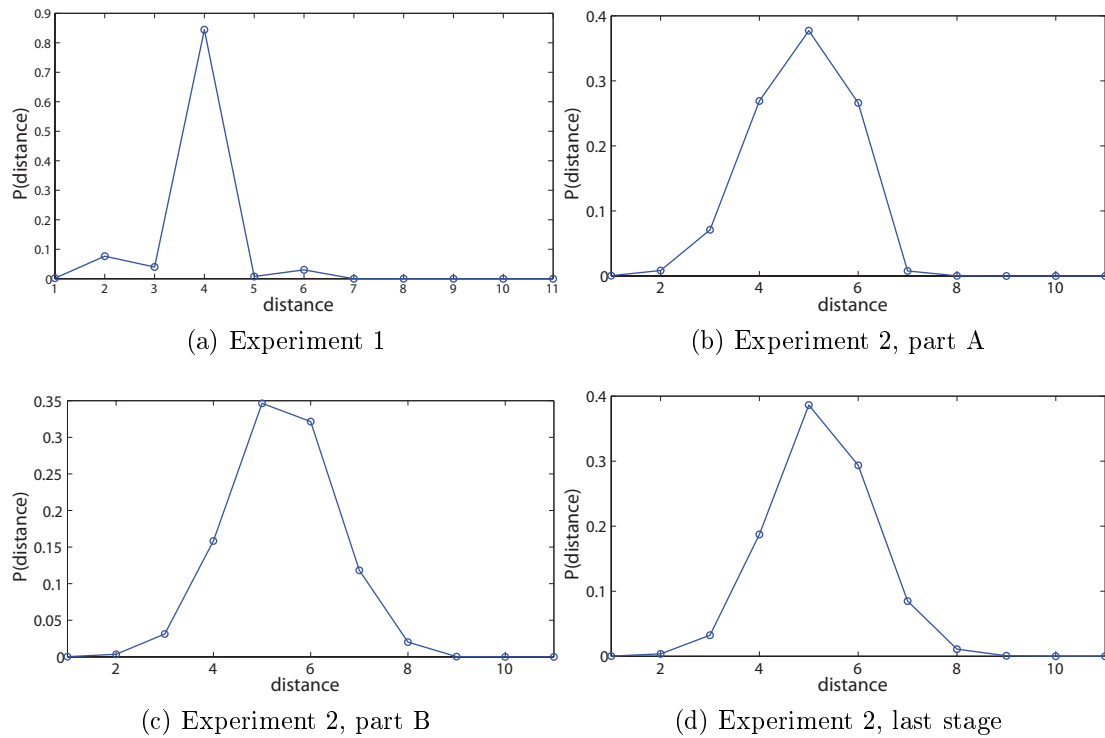 0.9
0.8
0.7
0.6
0.5
0.4
0.3
0.2
0.1
0
P(distance)
1 2 3 4 5 6 7 8 9 10 11
distance
(a) Experiment 1
0.4
0.3
0.2
0.1
0
P(distance)
2 4 6 8 10
distance
(b) Experiment 2, part A
0.35
0.3
0.25
0.2
0.15
0.1
0.05
0
P(distance)
2 4 6 8 10
distance
(c) Experiment 2, part B
0.4
0.3
0.2
0.1
0
P(distance)
2 4 6 8 10
distance
(d) Experiment 2, last stage